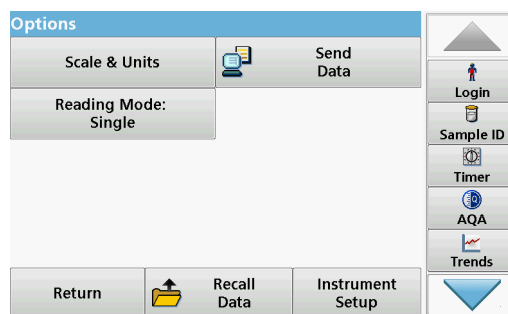 Options
Scale & Units
Send
Data
Reading Mode:
Single
Return
Recall
Data
Instrument
Setup
Login
Sample ID
Timer
AQA
Trends